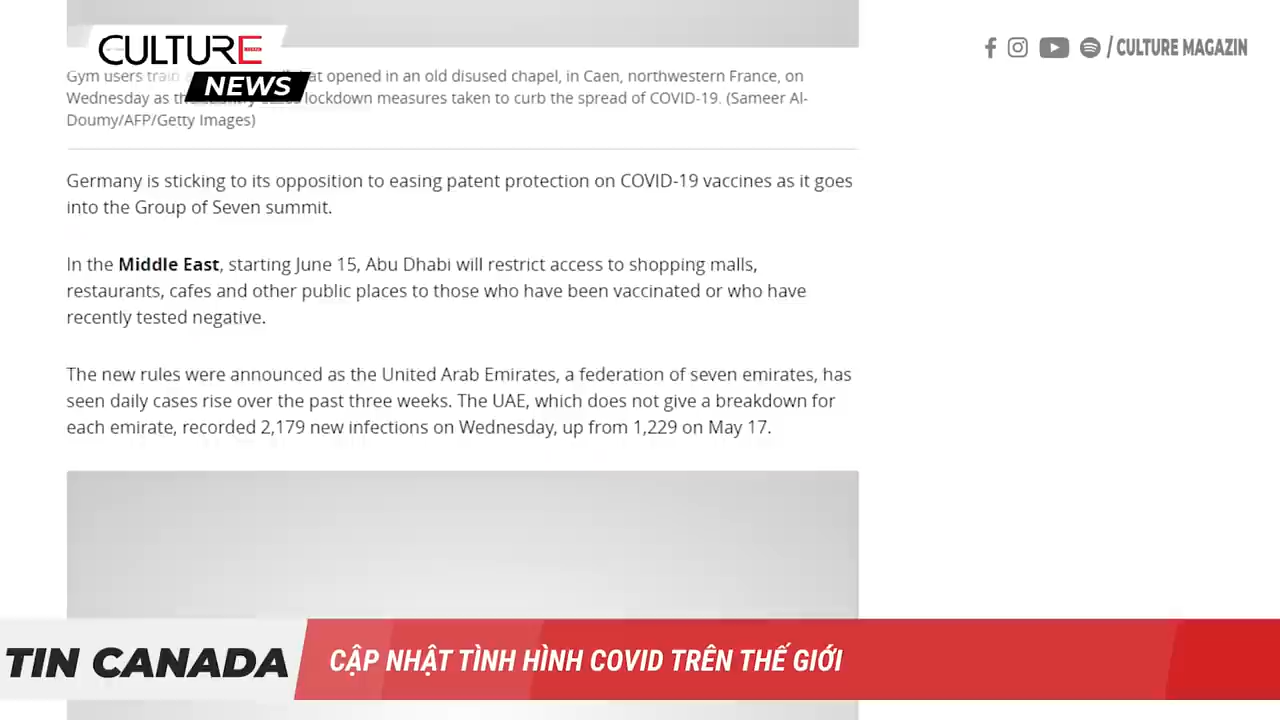 CULTURE
NEWS
/ CULTURE MAGAZIN
Gym users train at opened in an old disused chapel, in Caen, northwestern France, on
Wednesday as the lockdown measures taken to curb the spread of COVID-19. (Sameer Al-
Doumy/AFP/Getty Images)
Germany is sticking to its opposition to easing patent protection on COVID-19 vaccines as it goes
into the Group of Seven summit.
In the Middle East, starting June 15, Abu Dhabi will restrict access to shopping malls,
restaurants, cafes and other public places to those who have been vaccinated or who have
recently tested negative.
The new rules were announced as the United Arab Emirates, a federation of seven emirates, has
seen daily cases rise over the past three weeks. The UAE, which does not give a breakdown for
each emirate, recorded 2,179 new infections on Wednesday, up from 1,229 on May 17.
TIN CANADA
CẬP NHẬT TÌNH HÌNH COVID TRÊN THẾ GIỚI